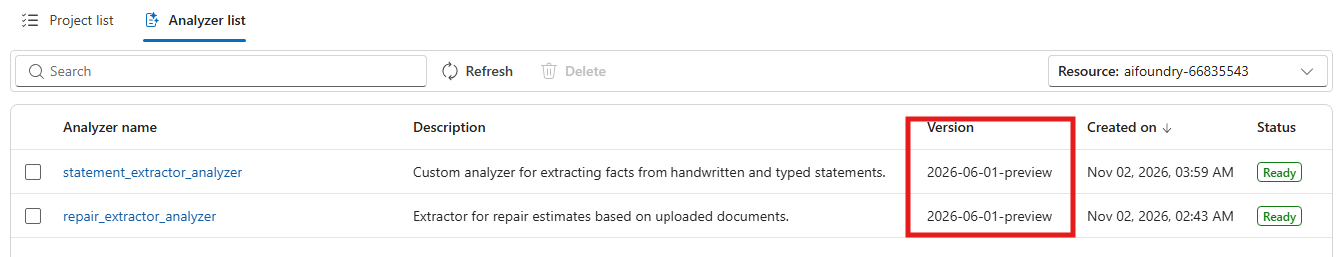 Project list Analyzer list
Search Refresh Delete Resource: aifoundry-66835543
Analyzer name Description Version Created on ↓ Status
statement_extractor_analyzer Custom analyzer for extracting facts from handwritten and typed statements. 2026-06-01-preview Nov 02, 2026, 03:59 AM Ready
repair_extractor_analyzer Extractor for repair estimates based on uploaded documents. 2026-06-01-preview Nov 02, 2026, 02:43 AM Ready